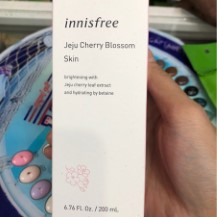 innisfree
Jeju Cherry Blossom
Skin
brightening with
Jeju cherry leaf extract
and hydrating by betaine
6.76 Fl. Oz. / 200 mL